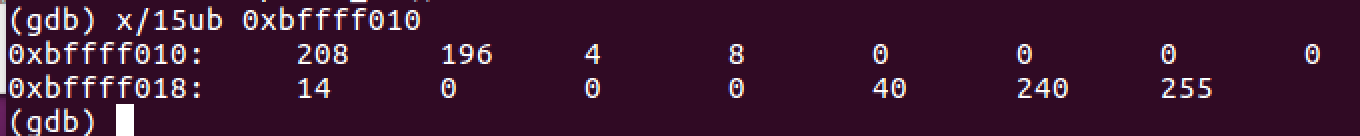 (gdb) x/15ub 0xbffff010
0xbffff010: 208 196 4 8 0 0 0 0
0xbffff018: 14 0 0 0 40 240 255
(gdb)